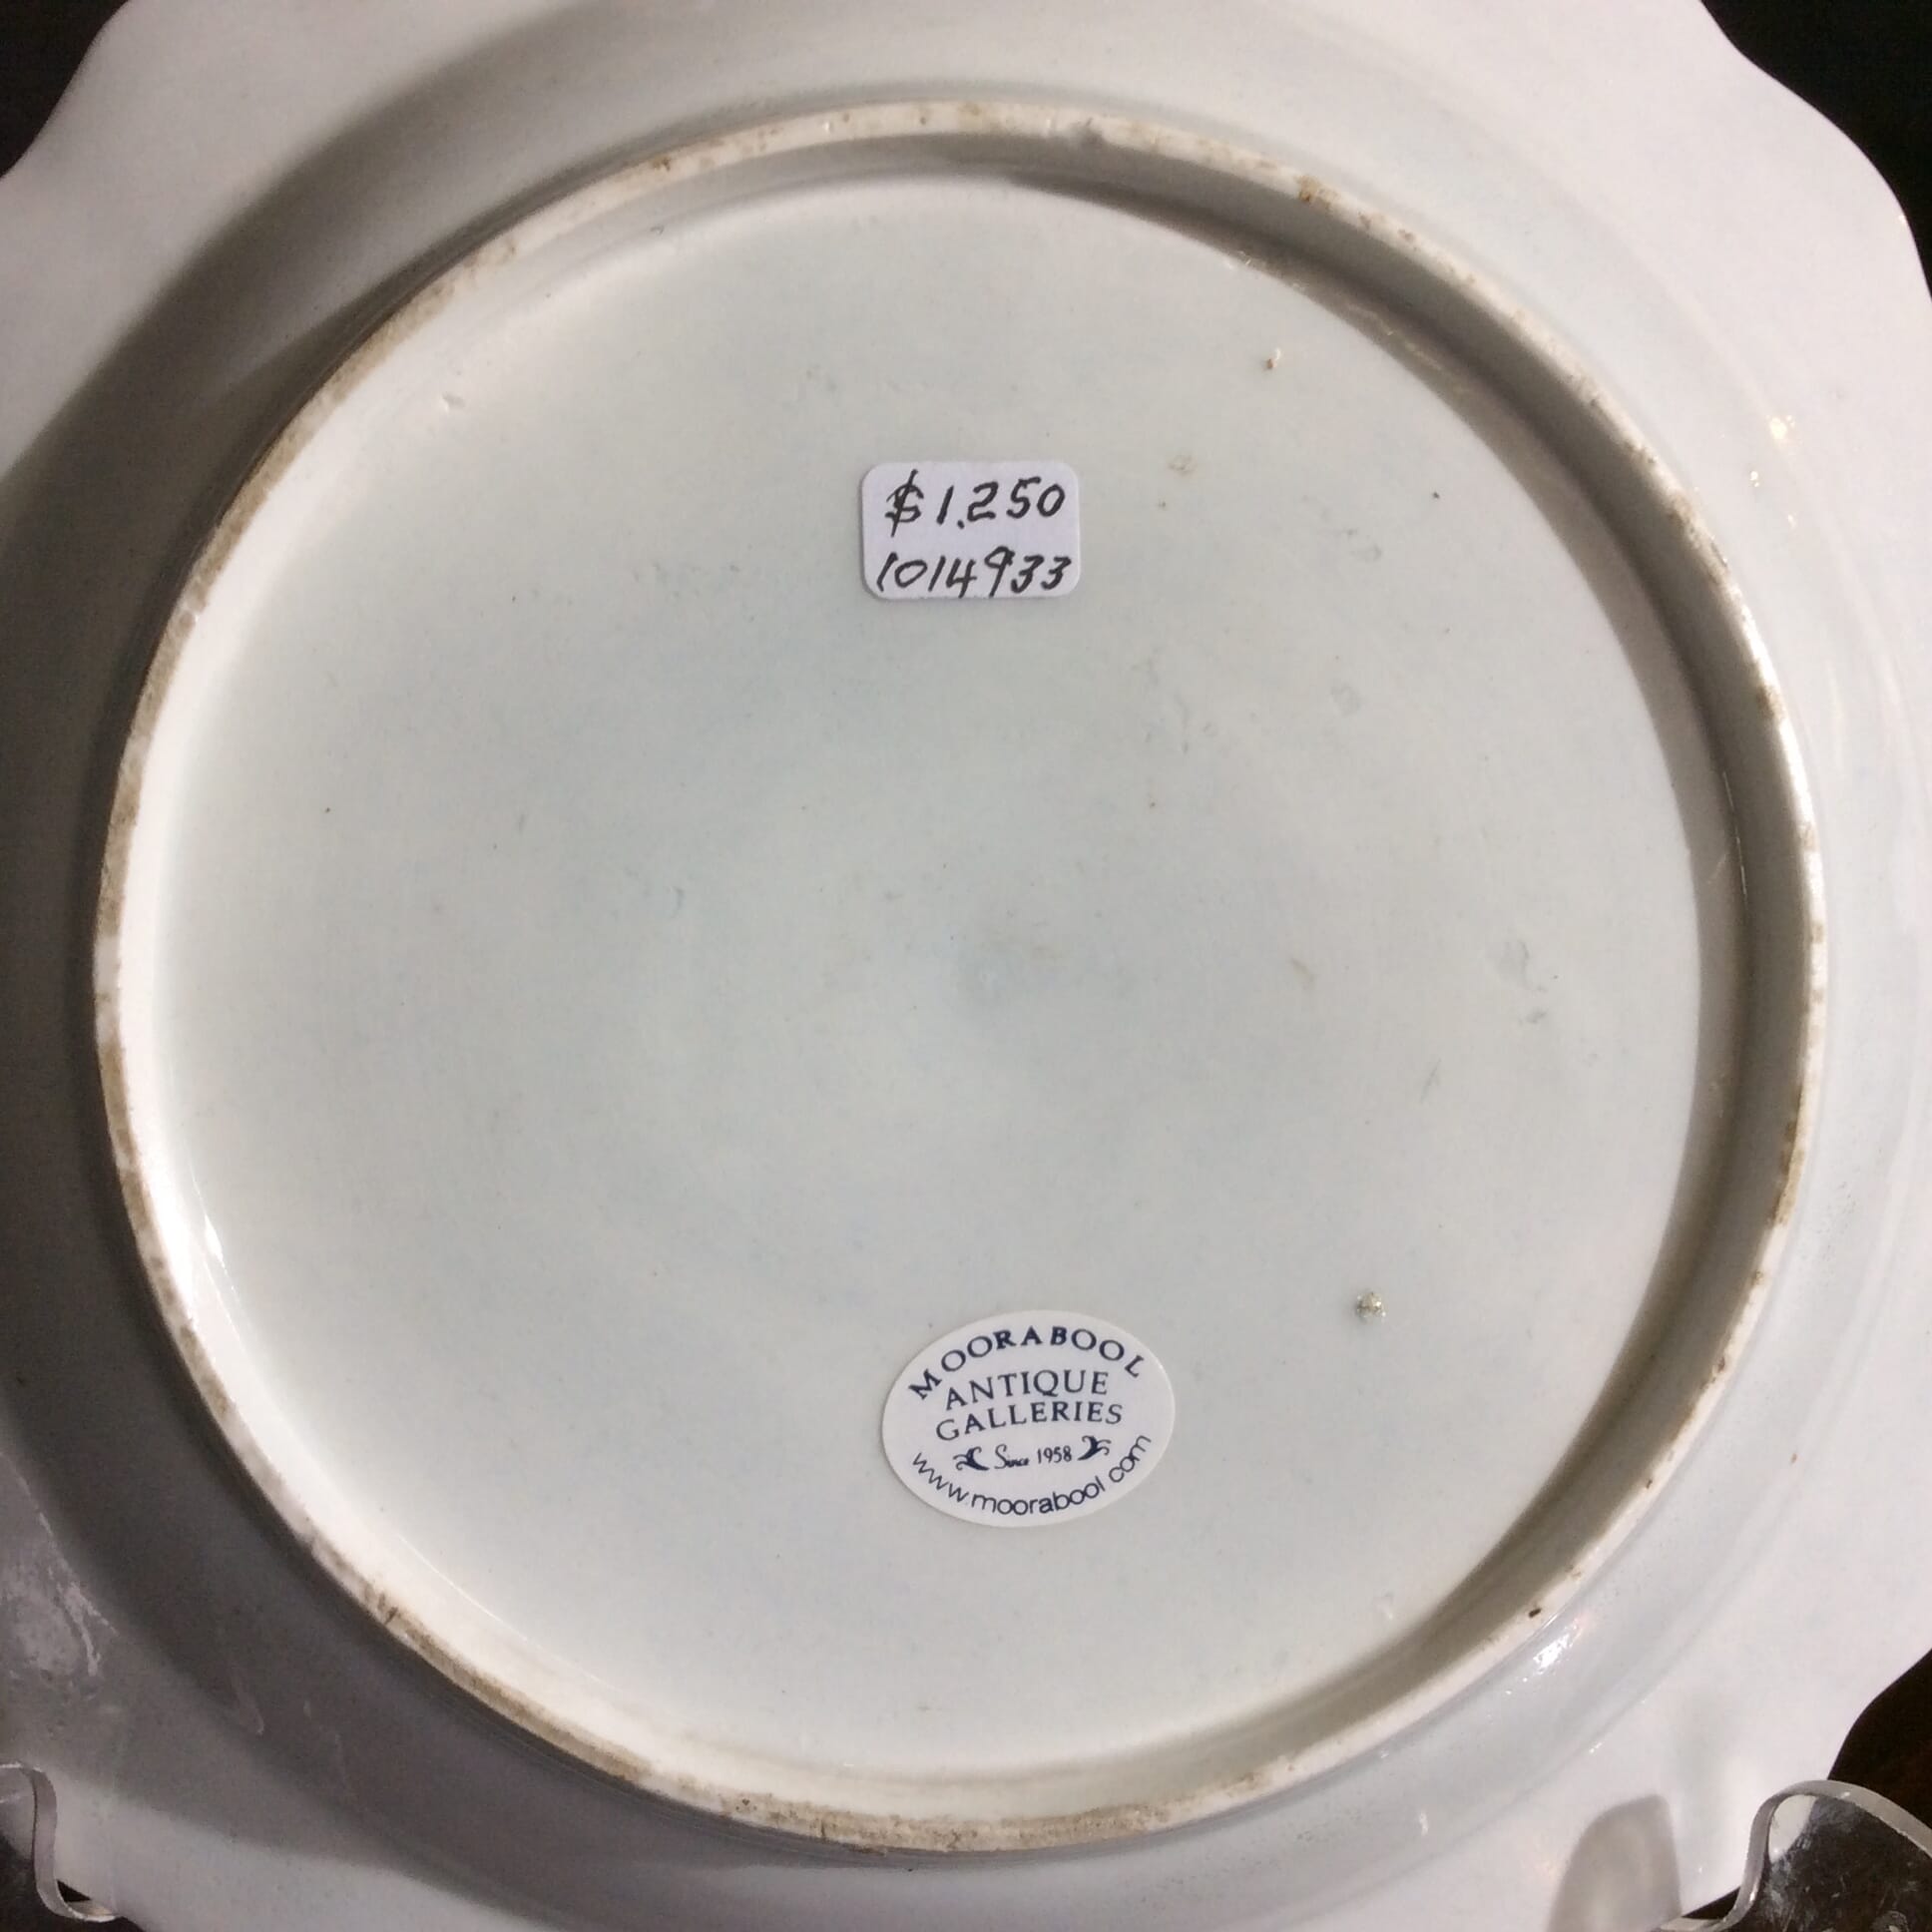 $1.250
1014933
MOORABOOL
ANTIQUE
GALLERIES
Since 1958
www.moorabool.com